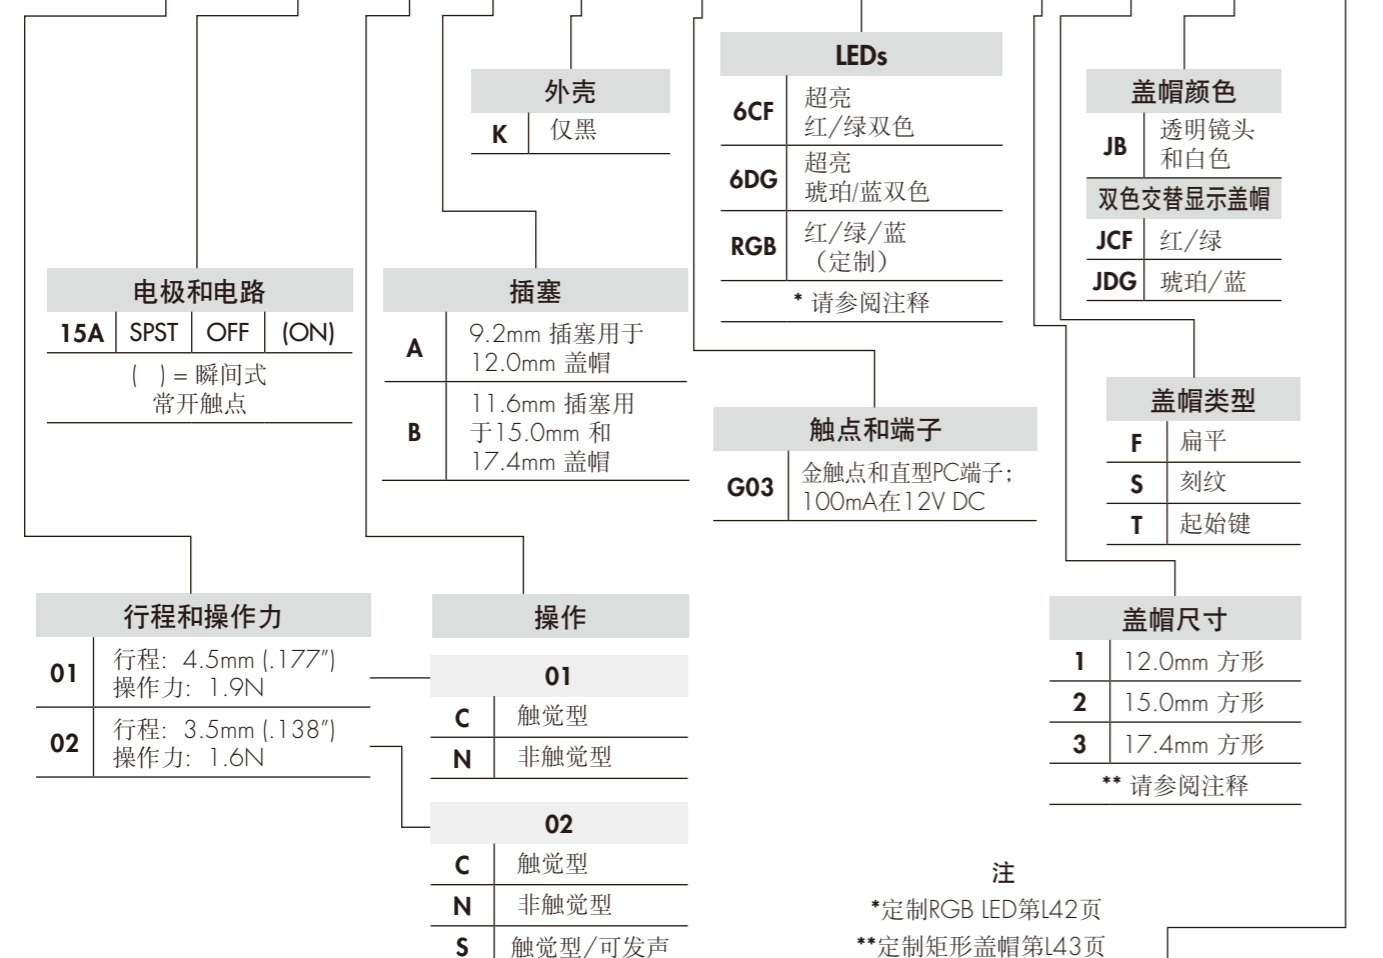 外壳
K 仅黑
LEDs
6CF 超亮
红/绿双色
6DG 超亮
琥珀/蓝双色
RGB 红/绿/蓝
（定制）
* 请参阅注释
盖帽颜色
JB 透明镜头
和白色
双色交替显示盖帽
JCF 红/绿
JDG 琥珀/蓝
电极和电路
15A SPST OFF (ON)
( ) = 瞬间式
常开触点
插塞
A 9.2mm 插塞用于
12.0mm 盖帽
B 11.6mm 插塞用
于15.0mm 和
17.4mm 盖帽
触点和端子
G03 金触点和直型PC端子；
100mA在12V DC
盖帽类型
F 扁平
S 刻纹
T 起始键
行程和操作力
01 行程: 4.5mm (.177")
操作力: 1.9N
02 行程: 3.5mm (.138")
操作力: 1.6N
操作
01
C 触觉型
N 非触觉型
02
C 触觉型
N 非触觉型
S 触觉型/可发声
盖帽尺寸
1 12.0mm 方形
2 15.0mm 方形
3 17.4mm 方形
** 请参阅注释
注
*定制RGB LED第L42页
**定制矩形盖帽第L43页